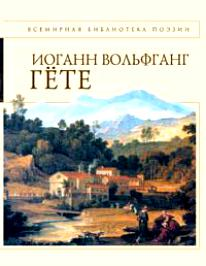 ВСЕМИРНАЯ БИБЛИОТЕКА ПОЭЗИИ
ИОГАНН ВОЛЬФГАНГ
ГЁТЕ